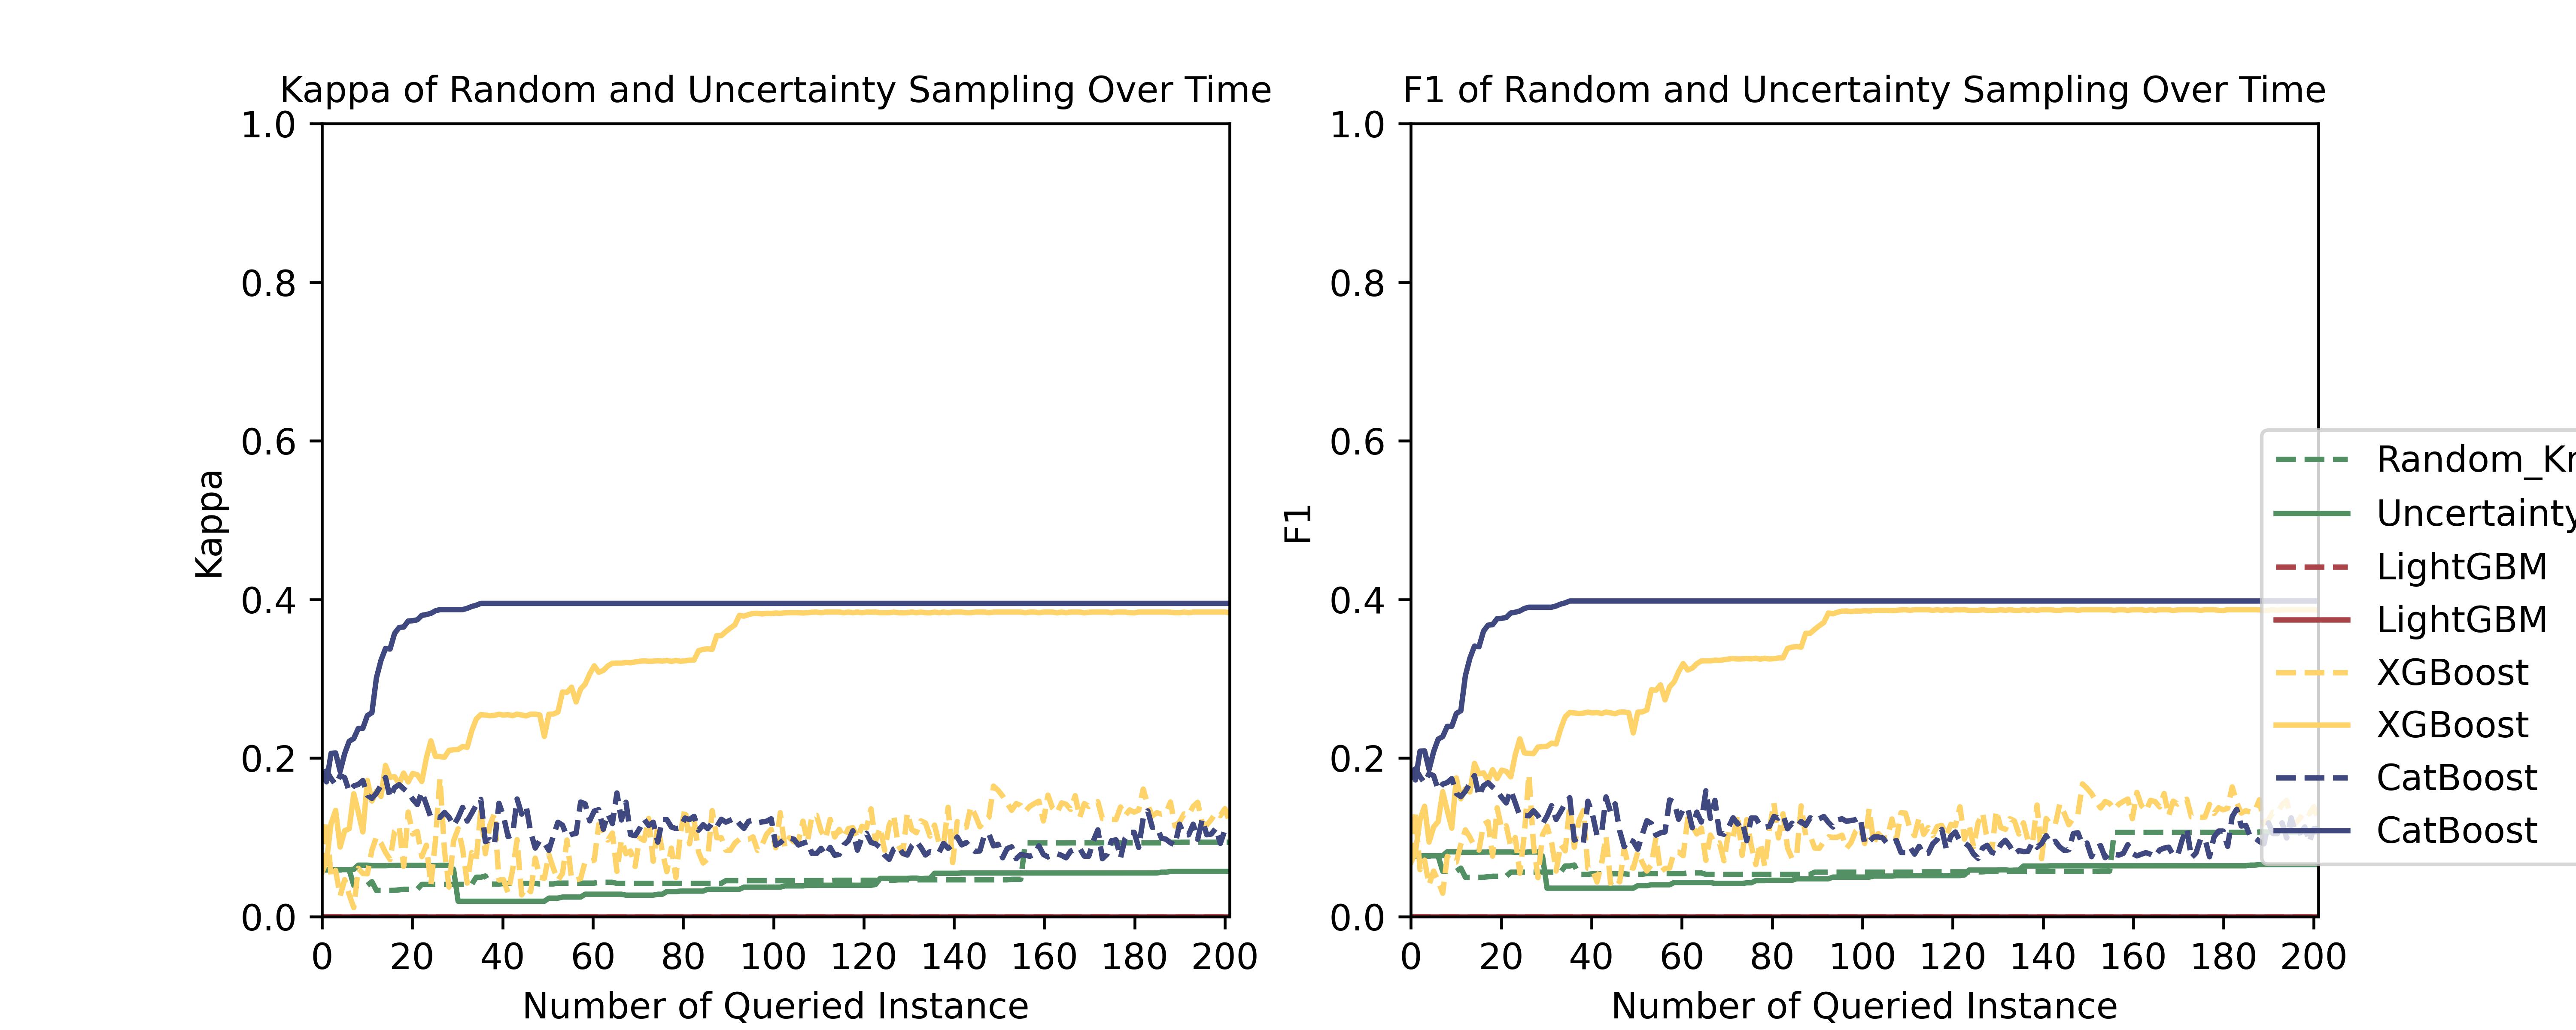 Kappa of Random and Uncertainty Sampling Over Time
1.0
0.8
0.6
0.4
0.2
0.0
Kappa
0 20 40 60 80 100 120 140 160 180 200
Number of Queried Instance
F1 of Random and Uncertainty Sampling Over Time
1.0
0.8
0.6
0.4
0.2
0.0
F1
0 20 40 60 80 100 120 140 160 180 200
Number of Queried Instance
Random_
Uncertainty
LightGBM
LightGBM
XGBoost
XGBoost
CatBoost
CatBoost